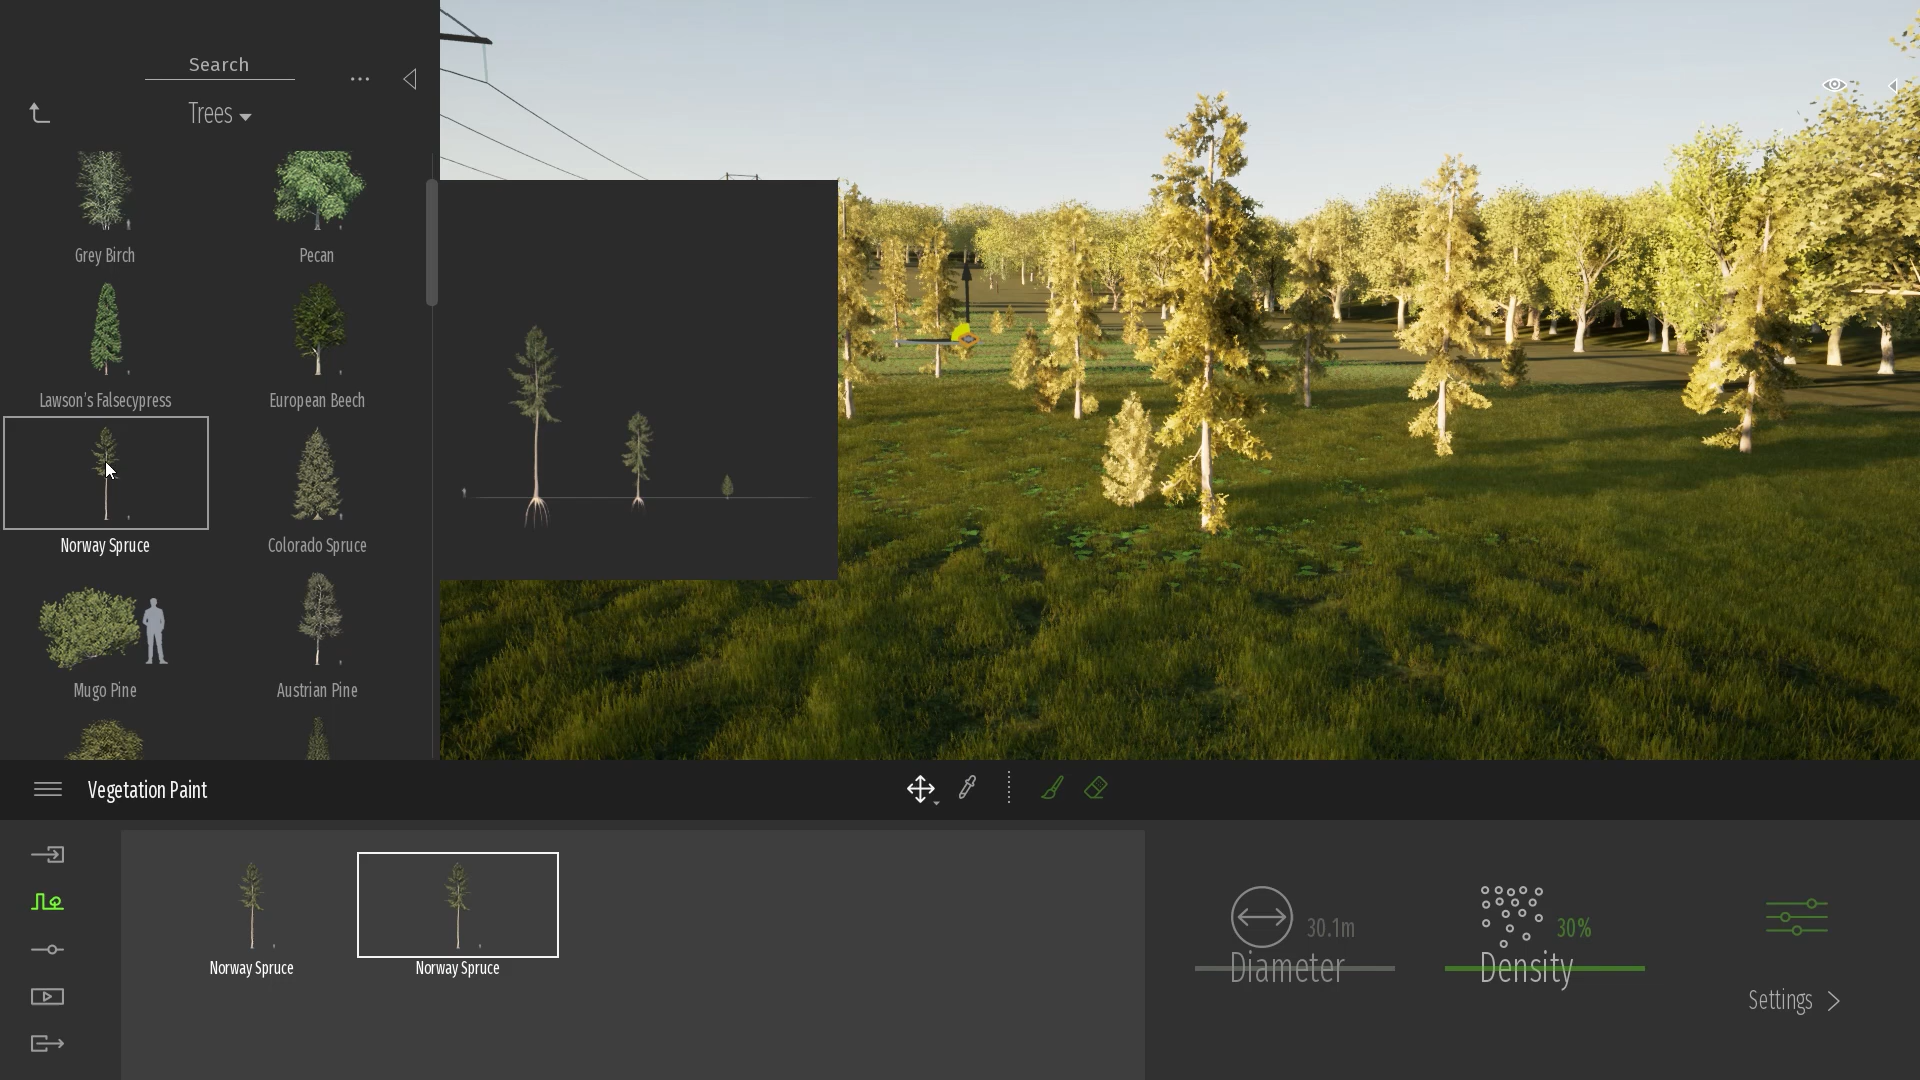 Search
Trees
Grey Birch
Pecan
Lawson's Falsecypress
European Beech
Norway Spruce
Colorado Spruce
Mugo Pine
Austrian Pine
Vegetation Paint
Norway Spruce
Norway Spruce
30.1m
Diameter
30%
Density
Settings